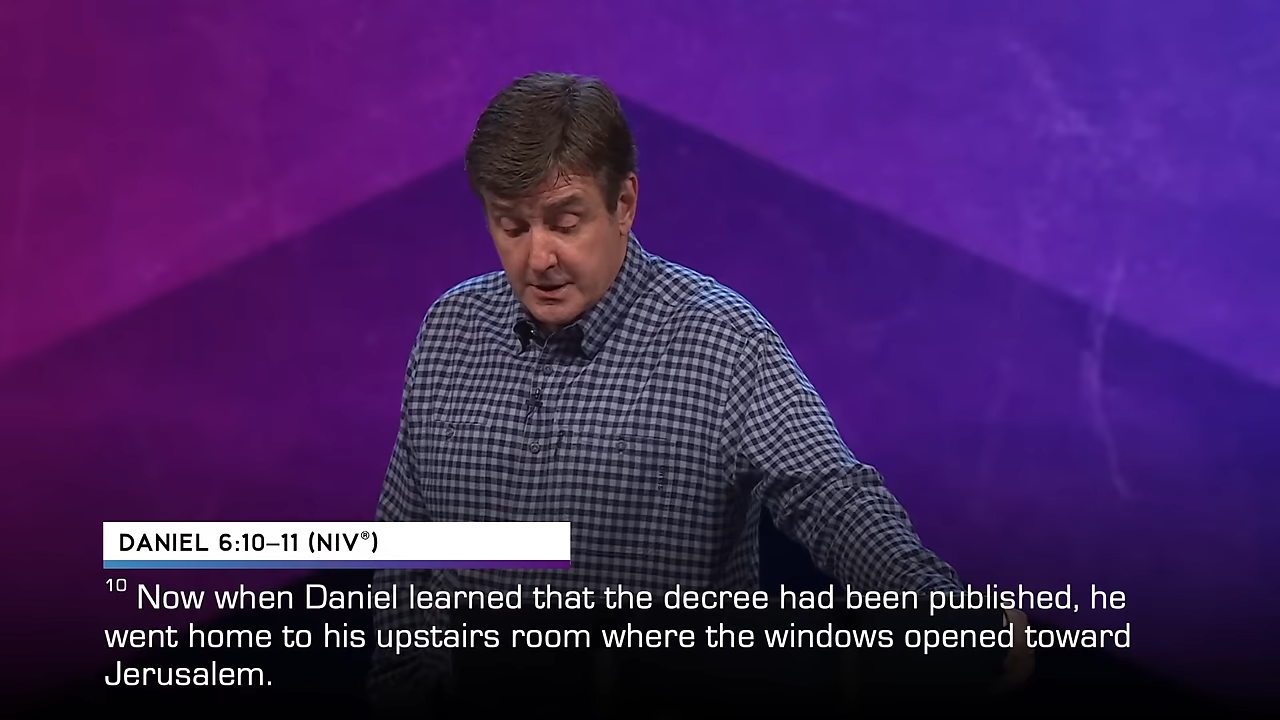 DANIEL 6:10–11 (NIV®)
10 Now when Daniel learned that the decree had been published, he
went home to his upstairs room where the windows opened toward
Jerusalem.